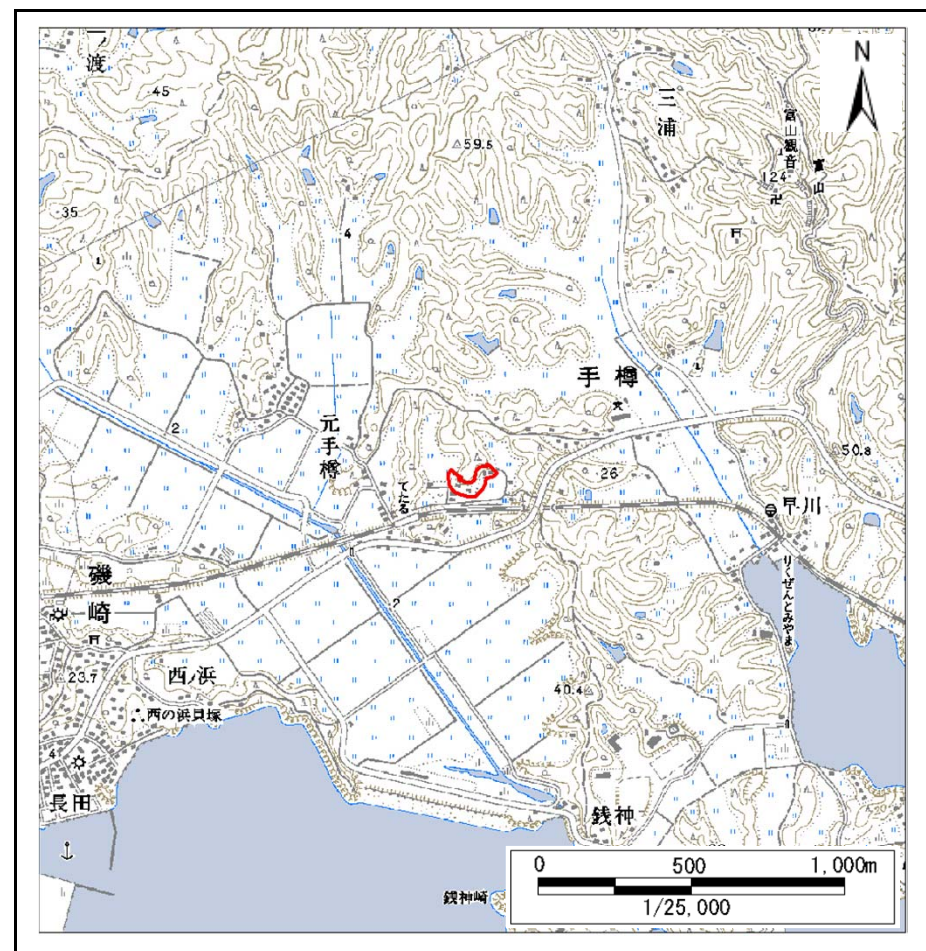 渡
45
59.5
三浦
富山観音
124
富山
N
35
4
手樽
2
元手樽
てたる
26
50.8
早川
磯崎
りくぜんとみやま
2
23.7
西ノ浜
西の浜貝塚
40.4
4
長田
銭神
銭神崎
0 500 1,000m
1/25,000